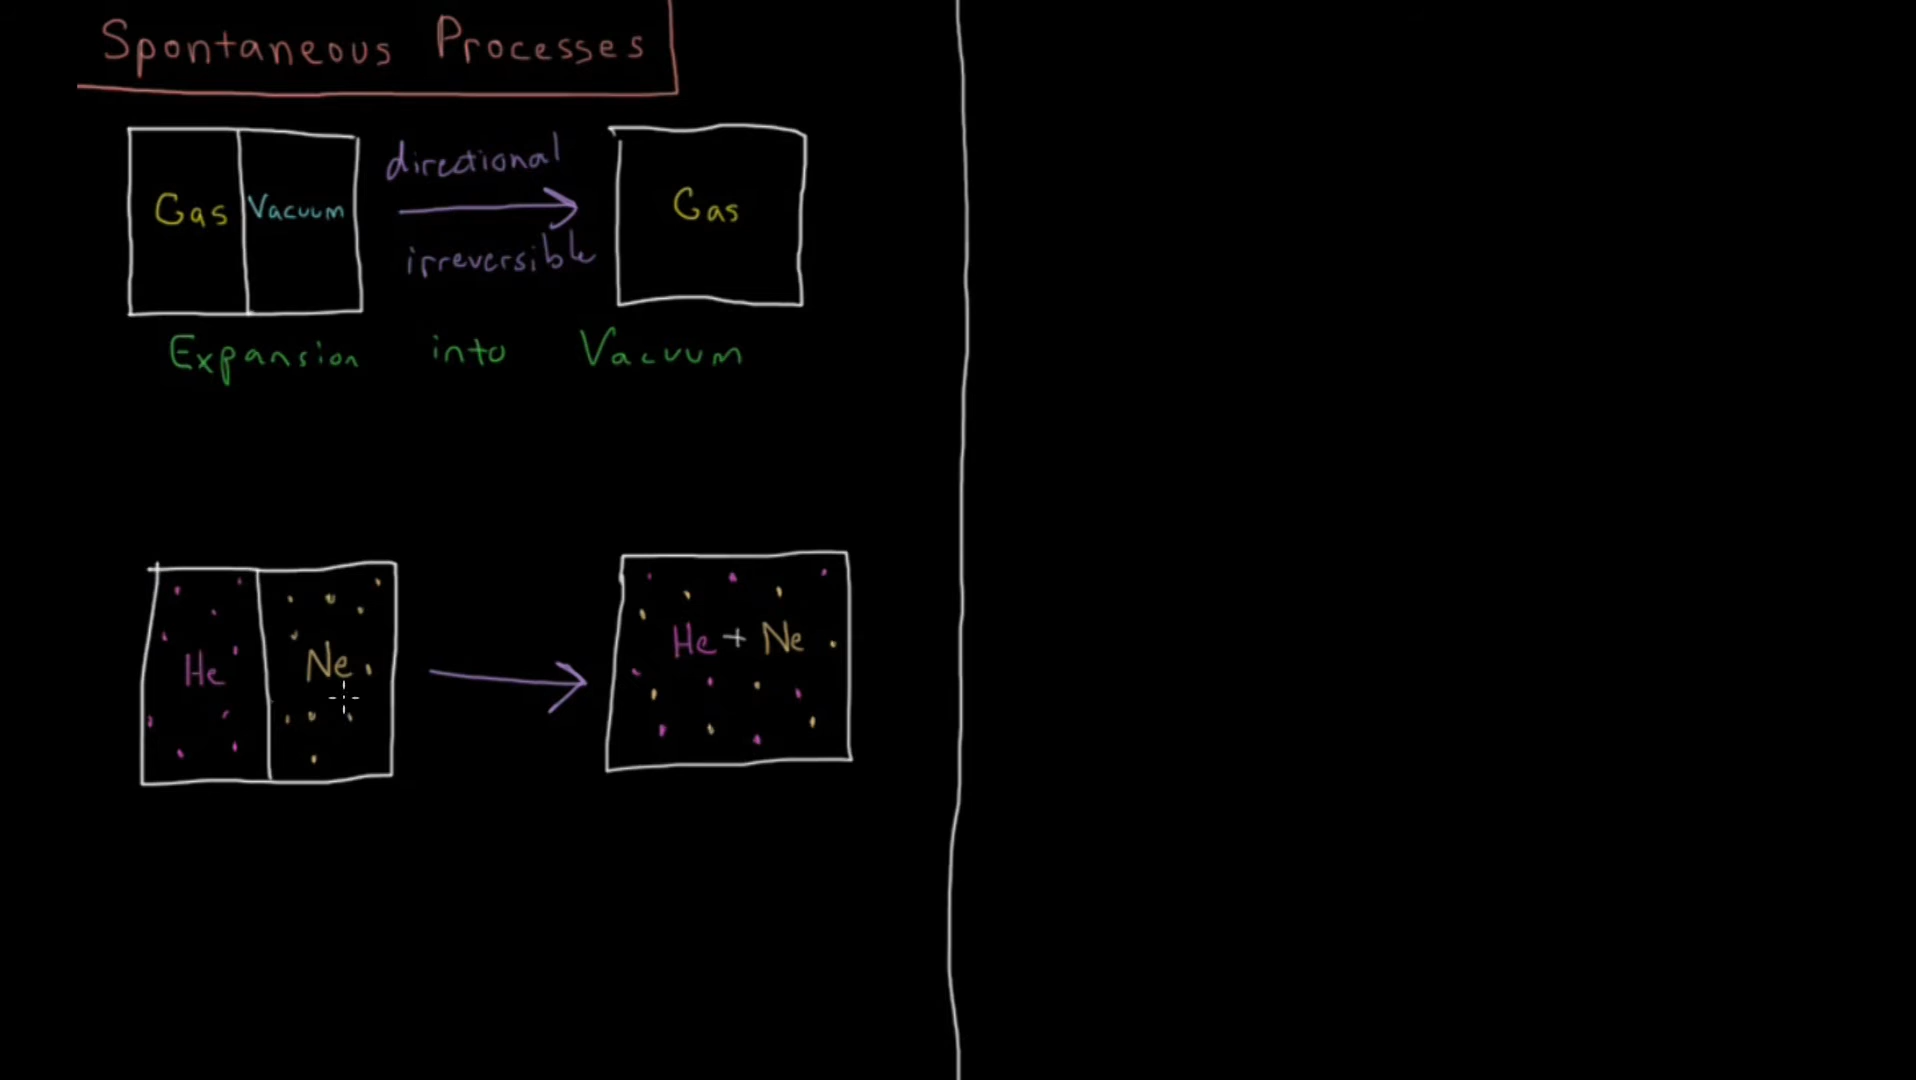 Spontaneous Processes
directional
Gas Vacuum
Gas
irreversible
Expansion into Vacuum
He + Ne
He Ne